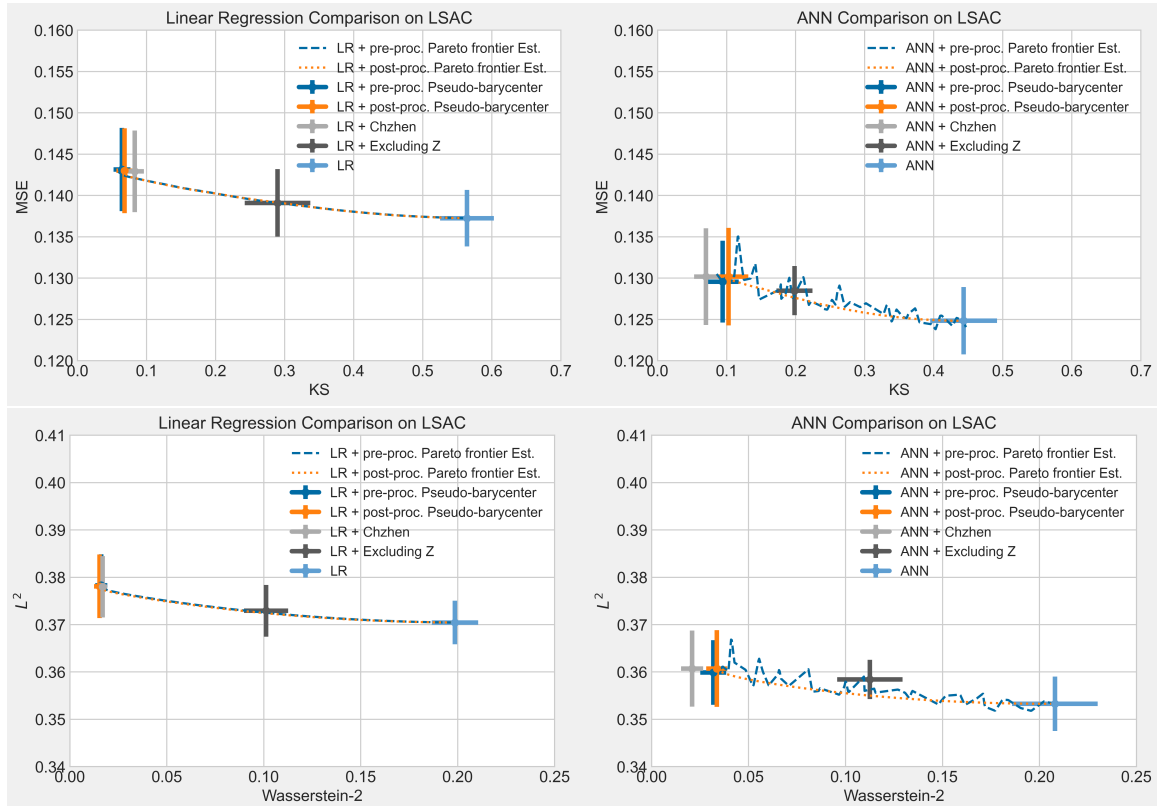 Linear Regression Comparison on LSAC
0.160
0.155
0.150
0.145
0.140
0.135
0.130
0.125
0.120
MSE
LR + pre-proc. Pareto frontier Est.
LR + post-proc. Pareto frontier Est.
LR + pre-proc. Pseudo-barycenter
LR + post-proc. Pseudo-barycenter
LR + Chzhen
LR + Excluding Z
LR
0.0 0.1 0.2 0.3 0.4 0.5 0.6 0.7
KS
ANN Comparison on LSAC
0.160
0.155
0.150
0.145
0.140
0.135
0.130
0.125
0.120
MSE
ANN + pre-proc. Pareto frontier Est.
ANN + post-proc. Pareto frontier Est.
ANN + pre-proc. Pseudo-barycenter
ANN + post-proc. Pseudo-barycenter
ANN + Chzhen
ANN + Excluding Z
ANN
0.0 0.1 0.2 0.3 0.4 0.5 0.6 0.7
KS
Linear Regression Comparison on LSAC
0.41
0.40
0.39
0.38
0.37
0.36
0.35
0.34
L²
LR + pre-proc. Pareto frontier Est.
LR + post-proc. Pareto frontier Est.
LR + pre-proc. Pseudo-barycenter
LR + post-proc. Pseudo-barycenter
LR + Chzhen
LR + Excluding Z
LR
0.00 0.05 0.10 0.15 0.20 0.25
Wasserstein-2
ANN Comparison on LSAC
0.41
0.40
0.39
0.38
0.37
0.36
0.35
0.34
L²
ANN + pre-proc. Pareto frontier Est.
ANN + post-proc. Pareto frontier Est.
ANN + pre-proc. Pseudo-barycenter
ANN + post-proc. Pseudo-barycenter
ANN + Chzhen
ANN + Excluding Z
ANN
0.00 0.05 0.10 0.15 0.20 0.25
Wasserstein-2